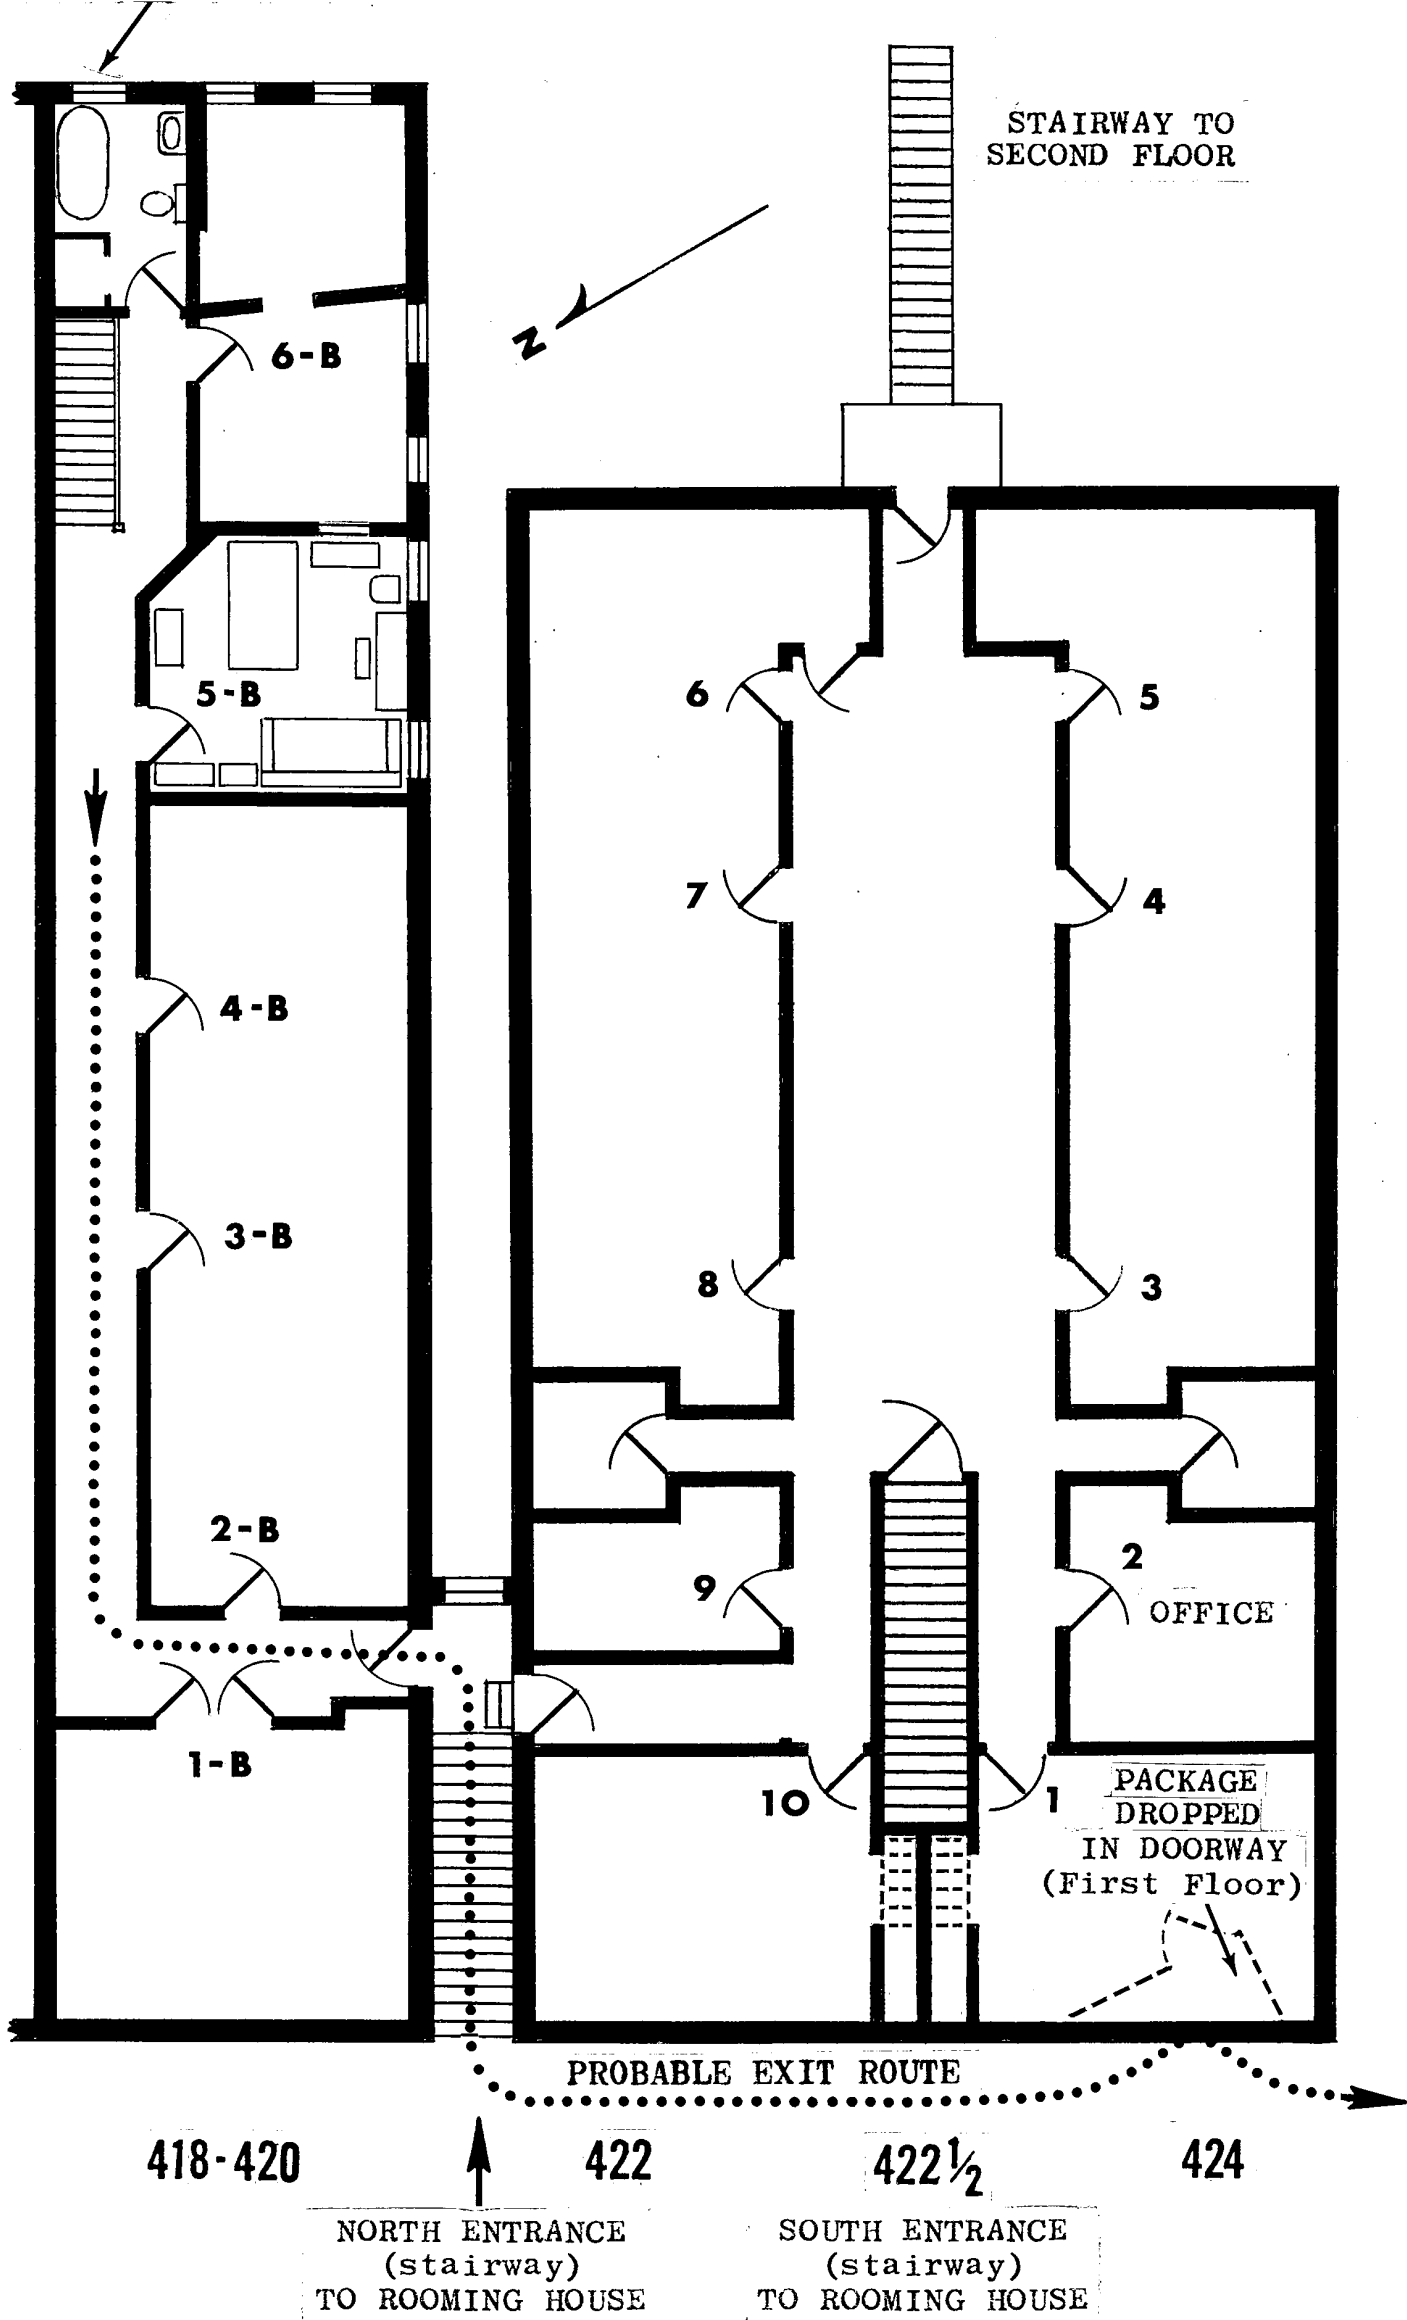 STAIRWAY TO
SECOND FLOOR
N
6-B
5-B
6
5
7
4
4-B
3-B
8
3
2-B
2
9
OFFICE
1-B
10
1
PACKAGE
DROPPED
IN DOORWAY
(First Floor)
PROBABLE EXIT ROUTE
418-420
422
422½
424
NORTH ENTRANCE
(stairway)
TO ROOMING HOUSE
SOUTH ENTRANCE
(stairway)
TO ROOMING HOUSE